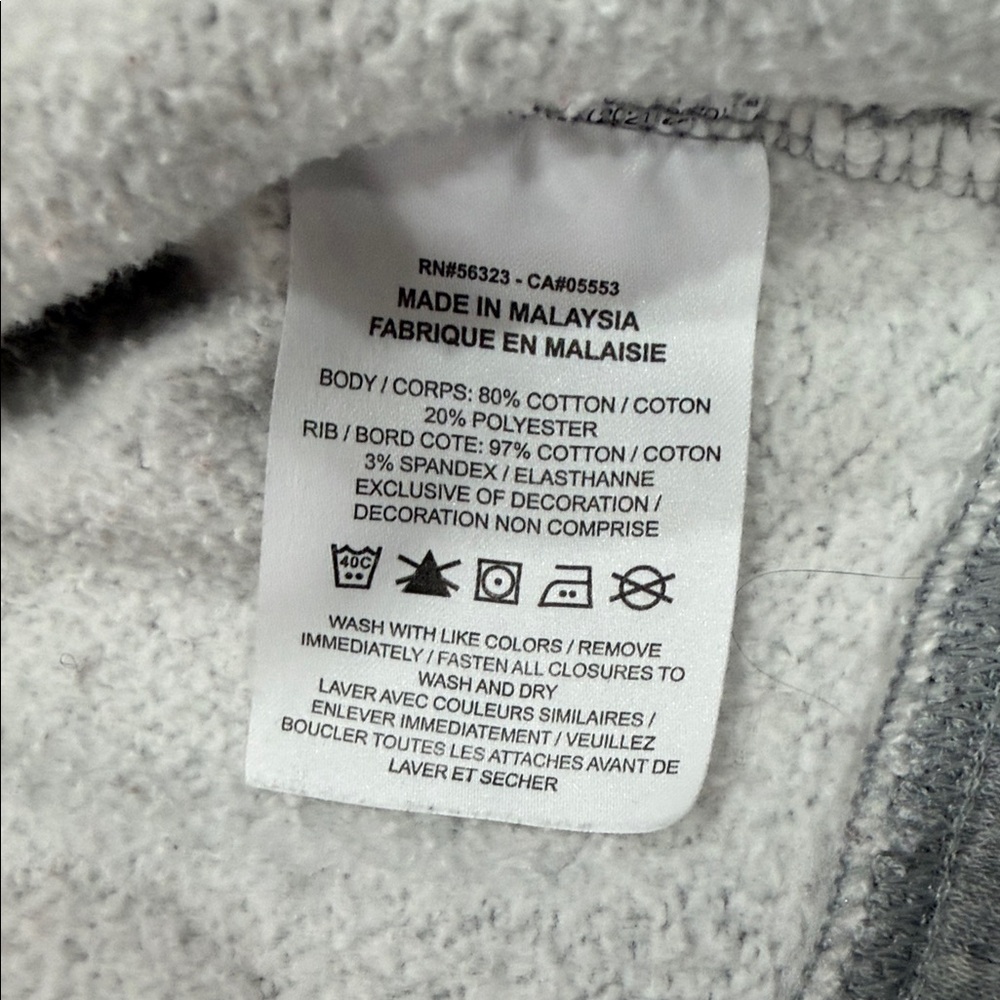 RN#56323 - CA#05553
MADE IN MALAYSIA
FABRIQUE EN MALAISIE
BODY / CORPS: 80% COTTON / COTON
20% POLYESTER
RIB / BORD COTE: 97% COTTON / COTON
3% SPANDEX / ELASTHANNE
EXCLUSIVE OF DECORATION /
DECORATION NON COMPRISE
40C
WASH WITH LIKE COLORS / REMOVE
IMMEDIATELY / FASTEN ALL CLOSURES TO
WASH AND DRY
LAVER AVEC COULEURS SIMILAIRES /
ENLEVER IMMEDIATEMENT / VEUILLEZ
BOUCLER TOUTES LES ATTACHES AVANT DE
LAVER ET SECHER